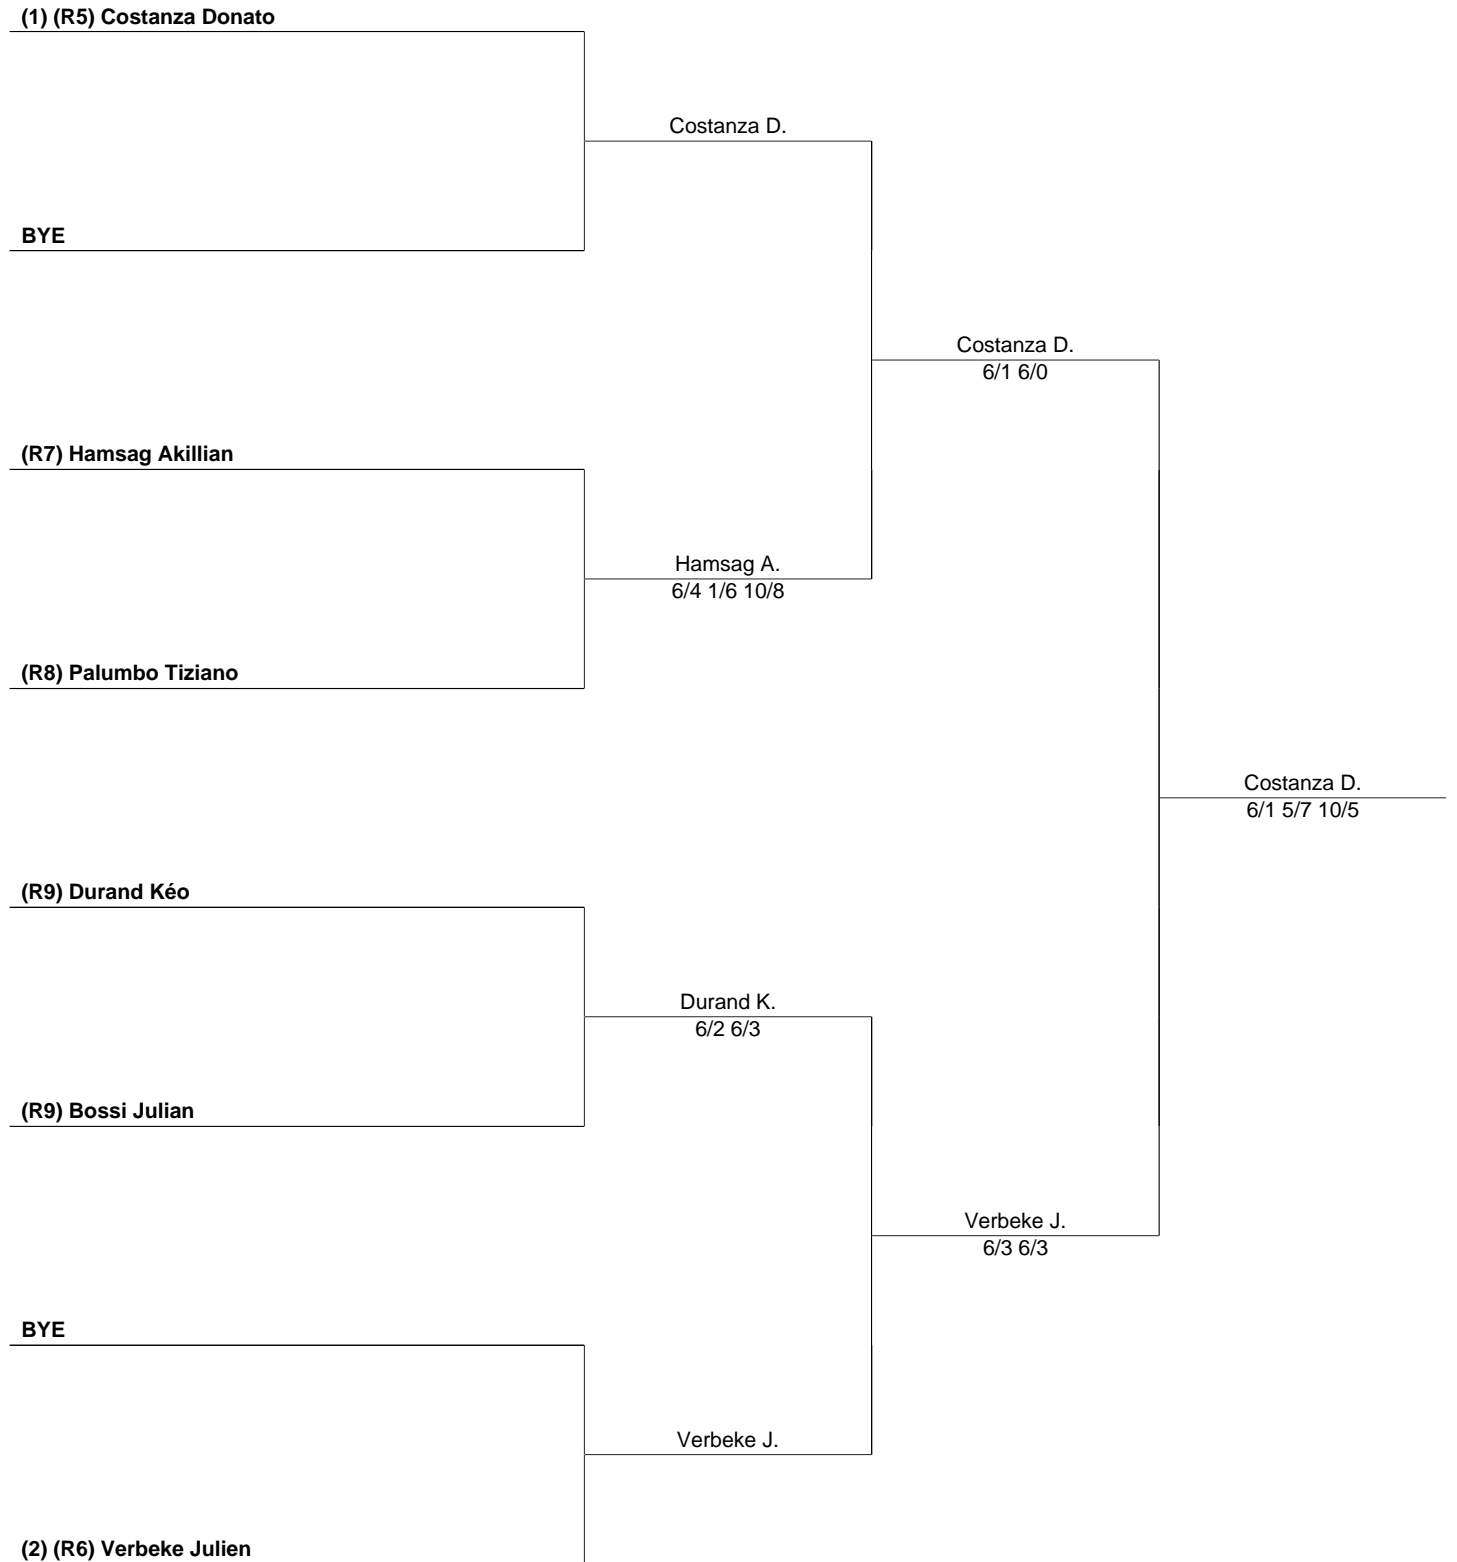 (1) (R5) Costanza Donato
Costanza D.
BYE
Costanza D.
6/1 6/0
(R7) Hamsag Akillian
Hamsag A.
6/4 1/6 10/8
(R8) Palumbo Tiziano
Costanza D.
6/1 5/7 10/5
(R9) Durand Kéo
Durand K.
6/2 6/3
(R9) Bossi Julian
Verbeke J.
6/3 6/3
BYE
Verbeke J.
(2) (R6) Verbeke Julien